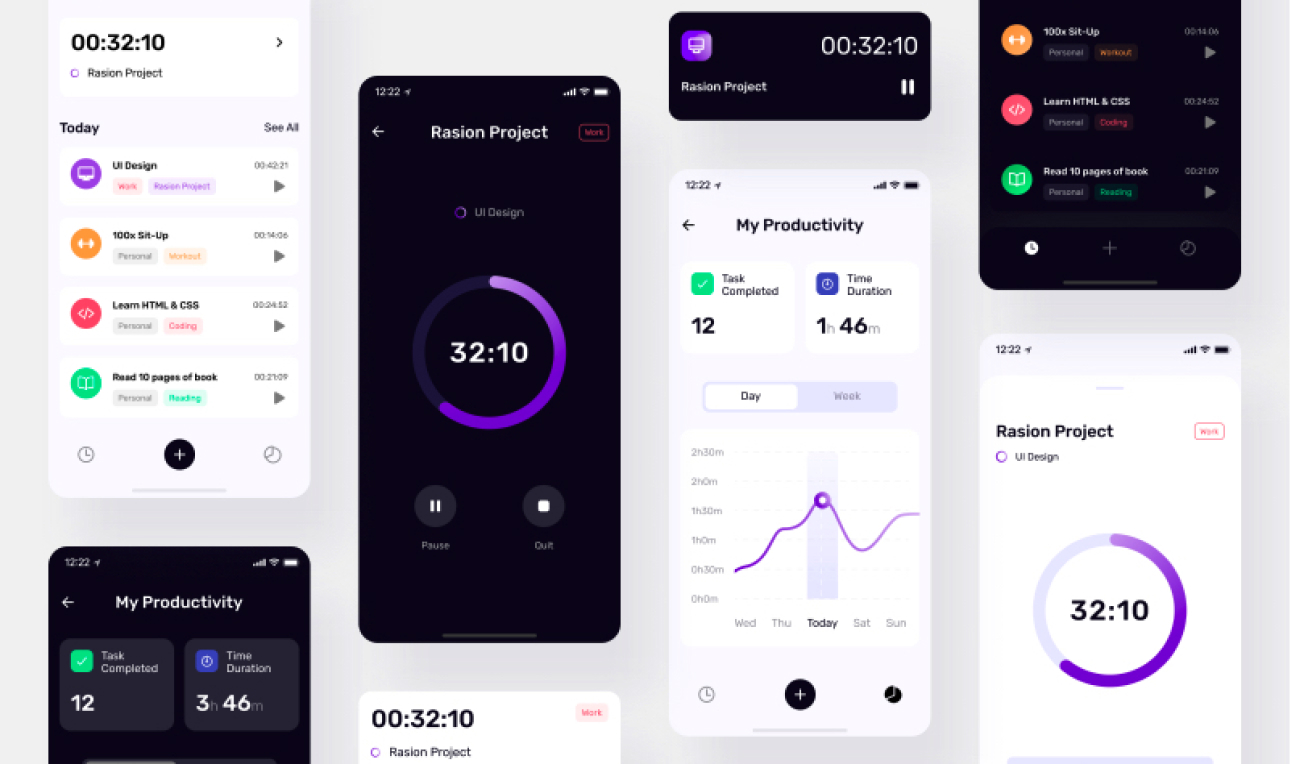 00:32:10
Rasion Project
Today See All
UI Design 00:42:21
Work Rasion Project
100x Sit-Up 00:14:06
Personal Workout
Learn HTML & CSS 00:24:52
Personal Coding
Read 10 pages of book 00:21:09
Personal Reading
12:22
My Productivity
Task Completed
12
Time Duration
3h 46m
12:22
Rasion Project Work
UI Design
32:10
Pause Quit
00:32:10 Work
Rasion Project
00:32:10
Rasion Project
12:22
My Productivity
Task Completed
12
Time Duration
1h 46m
Day Week
2h30m
2h0m
1h30m
1h0m
0h30m
0h0m
Wed Thu Today Sat Sun
100x Sit-Up 00:14:06
Personal Workout
Learn HTML & CSS 00:24:52
Personal Coding
Read 10 pages of book 00:21:09
Personal Reading
12:22
Rasion Project Work
UI Design
32:10